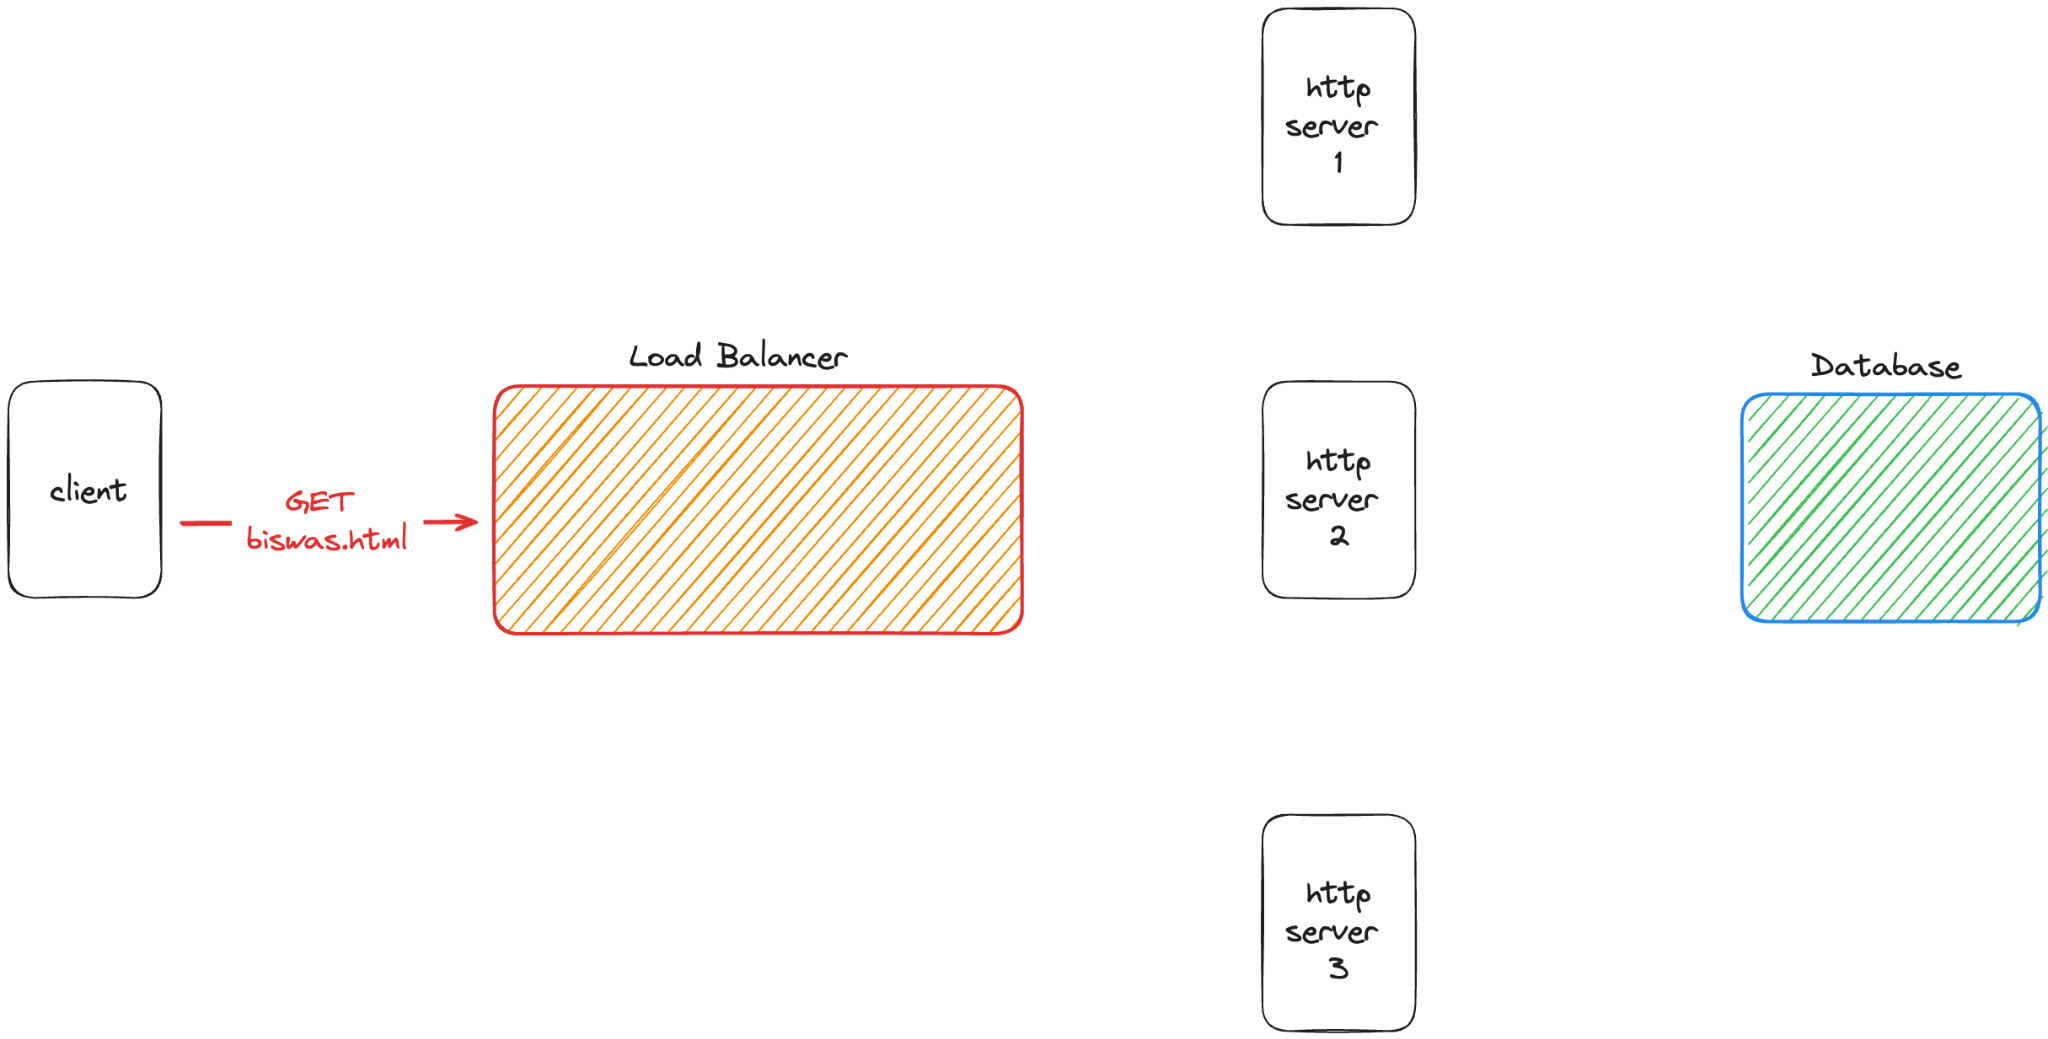 client
GET
biswas.html
Load Balancer
http
server
1
http
server
2
http
server
3
Database